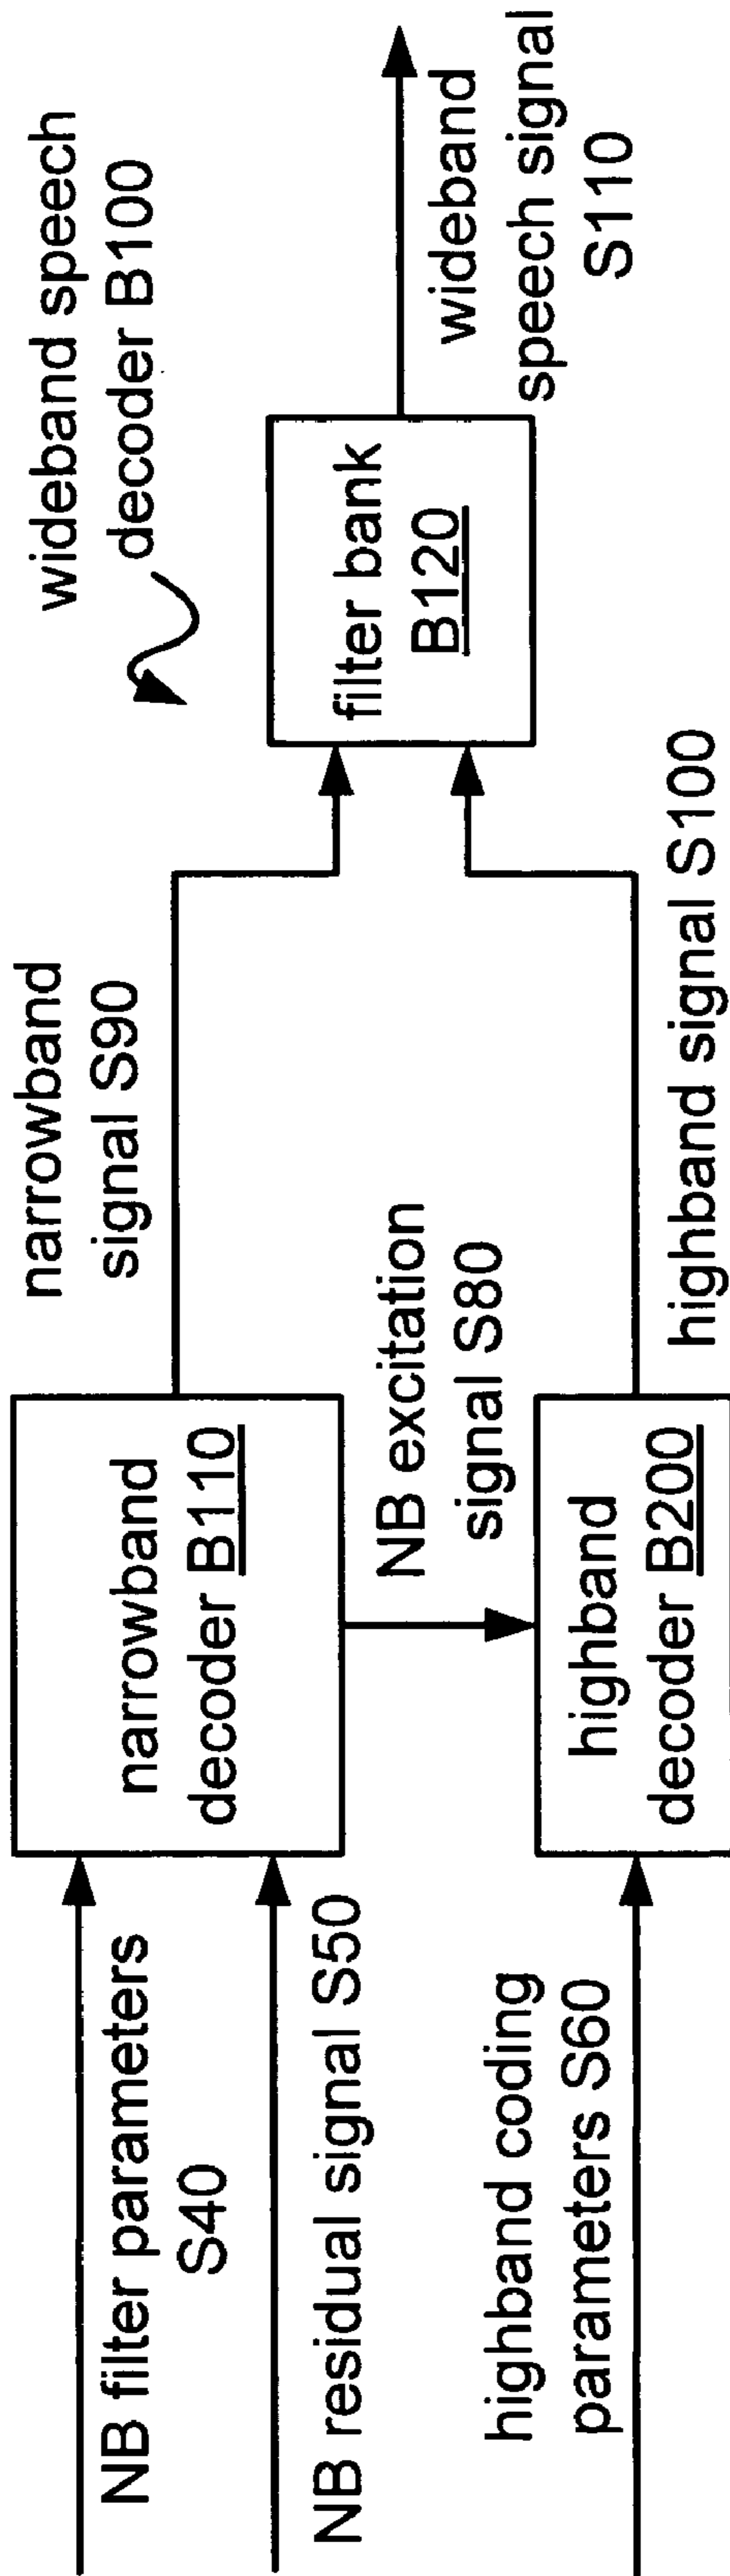 wideband speech
decoder B100
NB filter parameters
S40
NB residual signal S50
narrowband
decoder B110
narrowband
signal S90
NB excitation
signal S80
highband coding
parameters S60
highband
decoder B200
highband signal S100
filter bank
B120
wideband
speech signal
S110